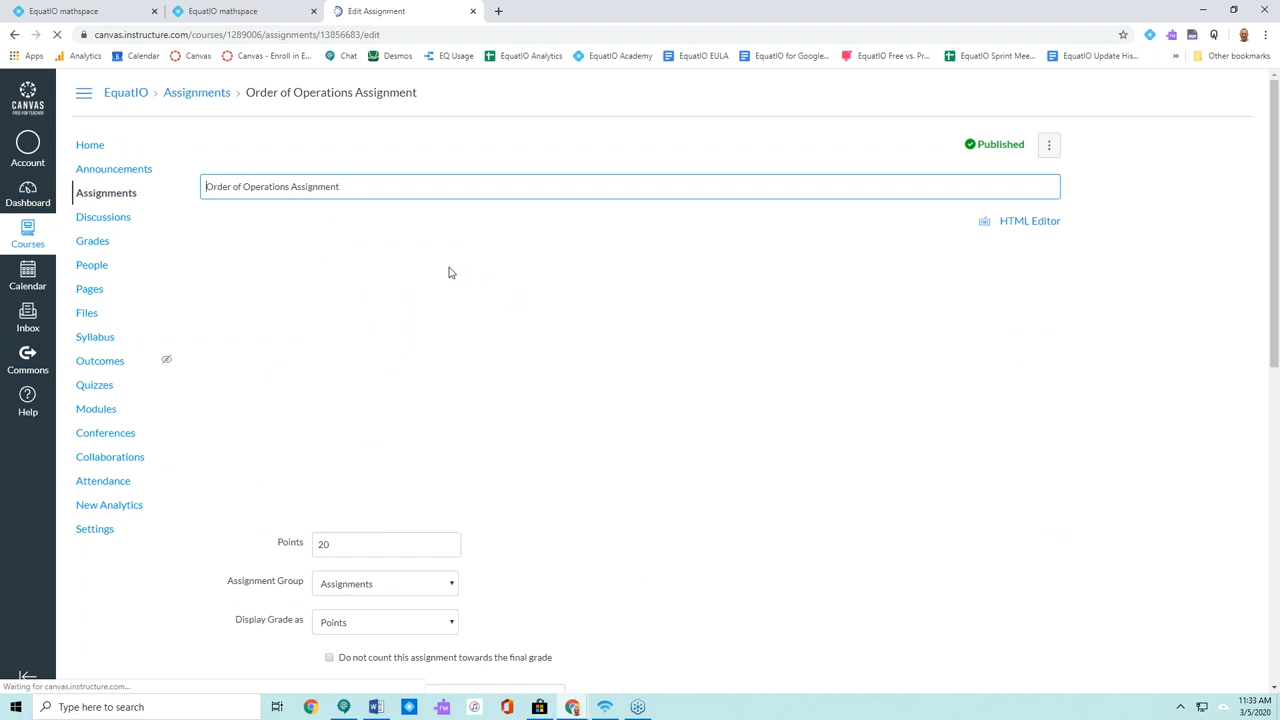 EquatIO mathspace
EquatIO mathspace
Edit Assignment
canvas.instructure.com/courses/1289006/assignments/13856683/edit
Apps
Analytics
Calendar
Canvas
Canvas - Enroll in E...
Chat
Desmos
EQ Usage
EquatIO Analytics
EquatIO Academy
EquatIO EULA
EquatIO for Google...
EquatIO Free vs. Pr...
EquatIO Sprint Mee...
EquatIO Update His...
»
Other bookmarks
CANVAS
FREE FOR TEACHER
Account
Dashboard
Courses
Calendar
Inbox
Commons
Help
EquatIO > Assignments > Order of Operations Assignment
Home
Announcements
Assignments
Discussions
Grades
People
Pages
Files
Syllabus
Outcomes
Quizzes
Modules
Conferences
Collaborations
Attendance
New Analytics
Settings
Published
Order of Operations Assignment
HTML Editor
Points
20
Assignment Group
Assignments
Display Grade as
Points
Do not count this assignment towards the final grade
Waiting for canvas.instructure.com...
Type here to search
11:33 AM
3/5/2020